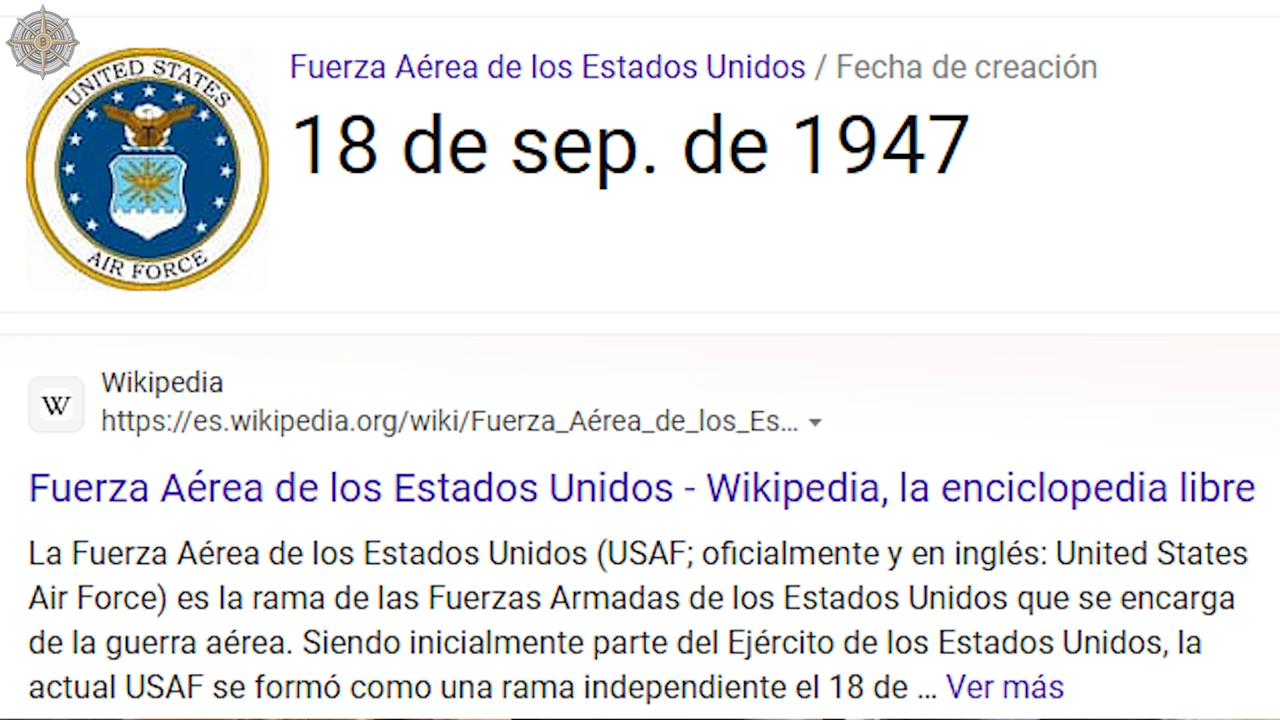 UNITED STATES
AIR FORCE
Fuerza Aérea de los Estados Unidos / Fecha de creación
18 de sep. de 1947
W
Wikipedia
https://es.wikipedia.org/wiki/Fuerza_Aérea_de_los_Es...
Fuerza Aérea de los Estados Unidos - Wikipedia, la enciclopedia libre
La Fuerza Aérea de los Estados Unidos (USAF; oficialmente y en inglés: United States
Air Force) es la rama de las Fuerzas Armadas de los Estados Unidos que se encarga
de la guerra aérea. Siendo inicialmente parte del Ejército de los Estados Unidos, la
actual USAF se formó como una rama independiente el 18 de ... Ver más